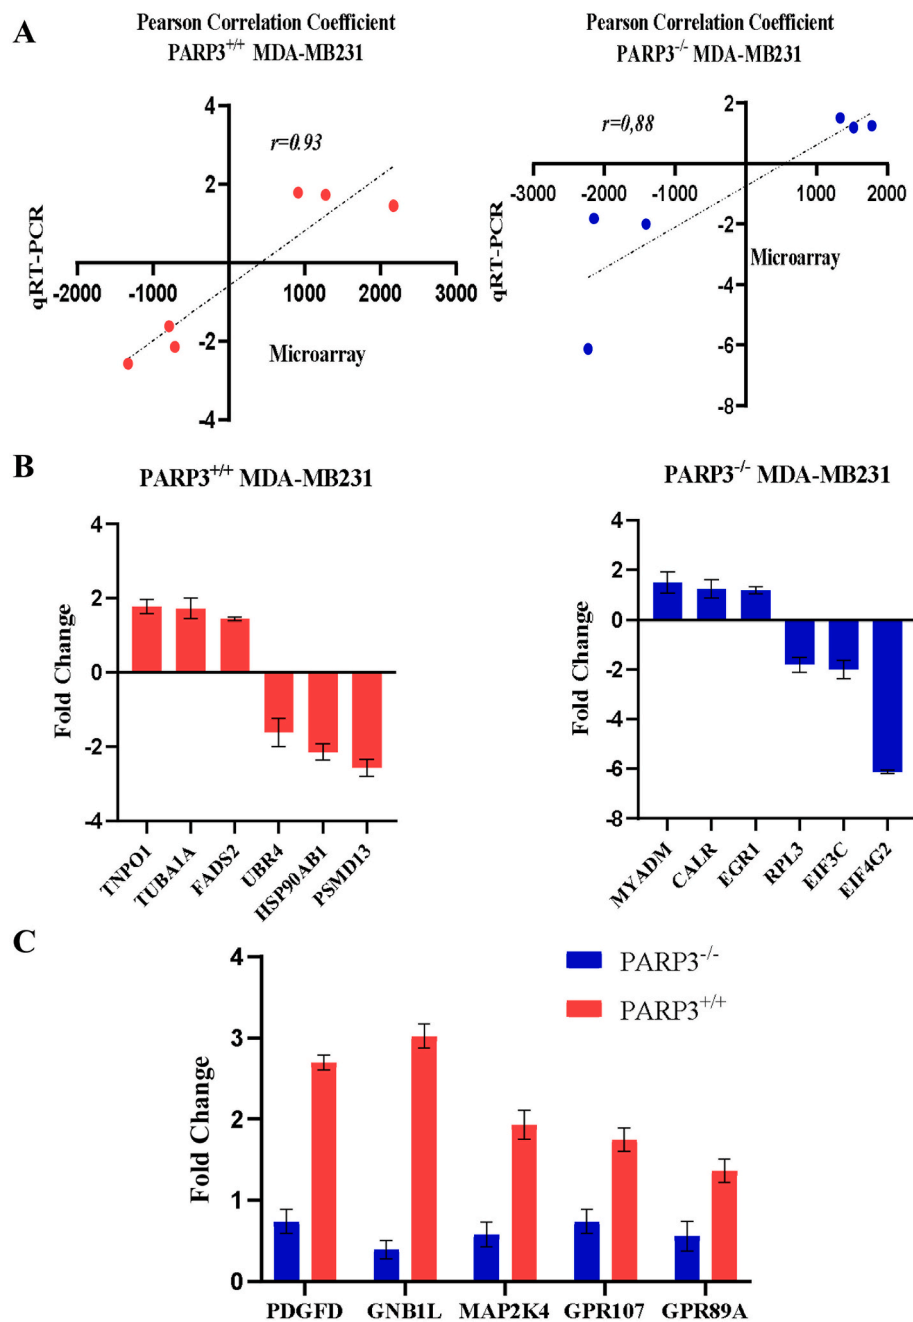 A
Pearson Correlation Coefficient
PARP3+/+ MDA-MB231
r=0.93
qRT-PCR
4
2
-2
-4
-2000 -1000 1000 2000 3000
Microarray
Pearson Correlation Coefficient
PARP3-/- MDA-MB231
r=0,88
qRT-PCR
2
-3000 -2000 -1000 1000 2000
-2
-4
-6
-8
Microarray
B
PARP3+/+ MDA-MB231
Fold Change
4
2
0
-2
-4
TNPO1
TUBA1A
FADS2
UBR4
HSP90AB1
PSMD13
PARP3-/- MDA-MB231
Fold Change
4
2
0
-2
-4
-6
-8
MYADM
CALR
EGR1
RPL3
EIF3C
EIF4G2
C
PARP3-/-
PARP3+/+
Fold Change
4
3
2
1
0
PDGFD GNB1L MAP2K4 GPR107 GPR89A